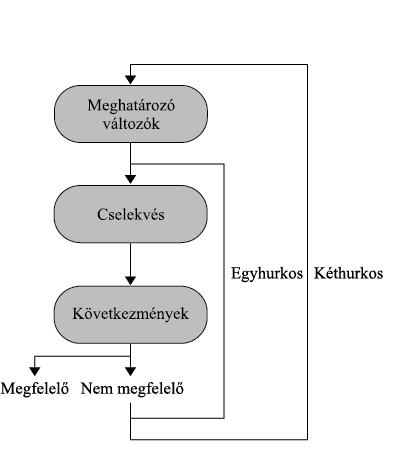 Meghatározó
változók
Cselekvés
Egyhurkos
Kéthurkos
Következmények
Megfelelő
Nem megfelelő